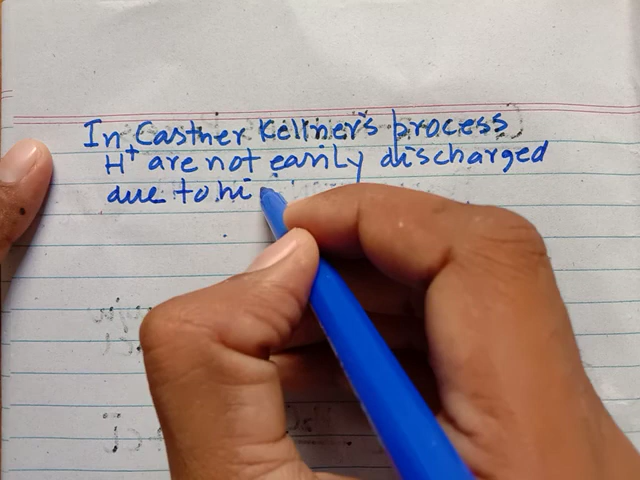 In Castner Kellner's process
H⁺ are not easily discharged
due to hi